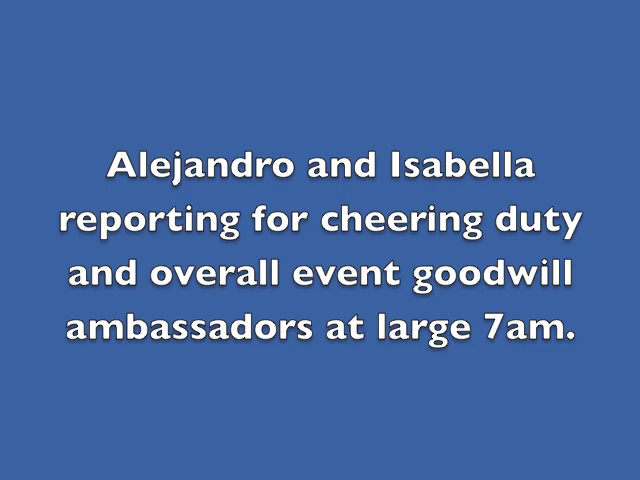 Alejandro and Isabella
reporting for cheering duty
and overall event goodwill
ambassadors at large 7am.